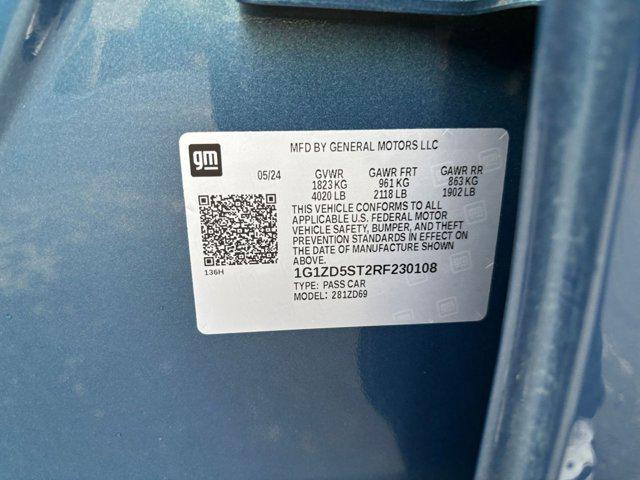 gm
MFD BY GENERAL MOTORS LLC
05/24 GVWR GAWR FRT GAWR RR
1823 KG 961 KG 863 KG
4020 LB 2118 LB 1902 LB
THIS VEHICLE CONFORMS TO ALL
APPLICABLE U.S. FEDERAL MOTOR
VEHICLE SAFETY, BUMPER, AND THEFT
PREVENTION STANDARDS IN EFFECT ON
THE DATE OF MANUFACTURE SHOWN
ABOVE.
136H
1G1ZD5ST2RF230108
TYPE: PASS CAR
MODEL: 281ZD69